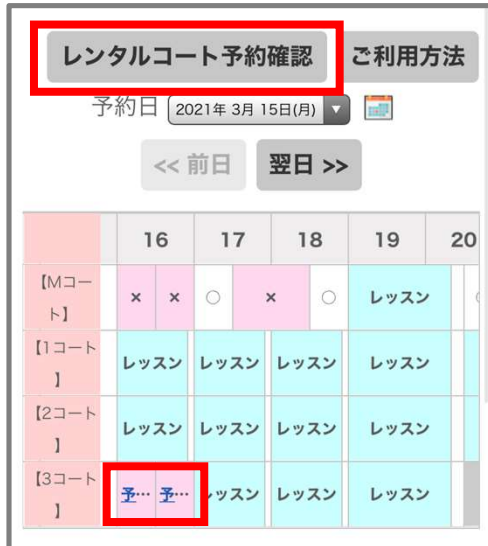 レンタルコート予約確認 ご利用方法
予約日 2021年 3月 15日(月)
<< 前日 翌日 >>
16 17 18 19 20
【Mコー
ト】
× × ○ × ○ レッスン
【1コート
】
レッスン レッスン レッスン レッスン
【2コート
】
レッスン レッスン レッスン レッスン
【3コート
】
予… 予… レッスン レッスン レッスン